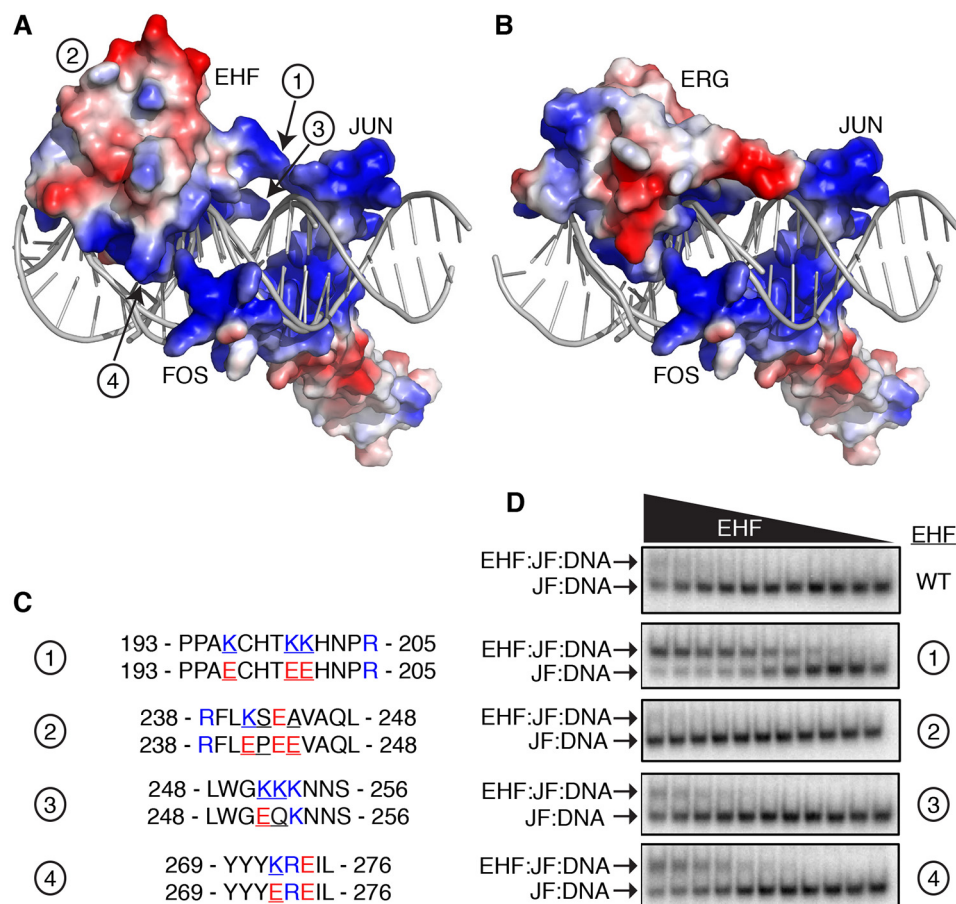 A
B
2
EHF
1
3
JUN
4
FOS
ERG
JUN
FOS
C
1
193 - PPAKCHTKKHNPR - 205
193 - PPAECHTEEHNPR - 205
2
238 - RFLKSEAVAQL - 248
238 - RFLEPEEVAQL - 248
3
248 - LWGKKKNNS - 256
248 - LWGEQKNNS - 256
4
269 - YYYKREIL - 276
269 - YYYEREIL - 276
D
EHF
EHF
EHF:JF:DNA
JF:DNA
WT
EHF:JF:DNA
JF:DNA
1
EHF:JF:DNA
JF:DNA
2
EHF:JF:DNA
JF:DNA
3
EHF:JF:DNA
JF:DNA
4